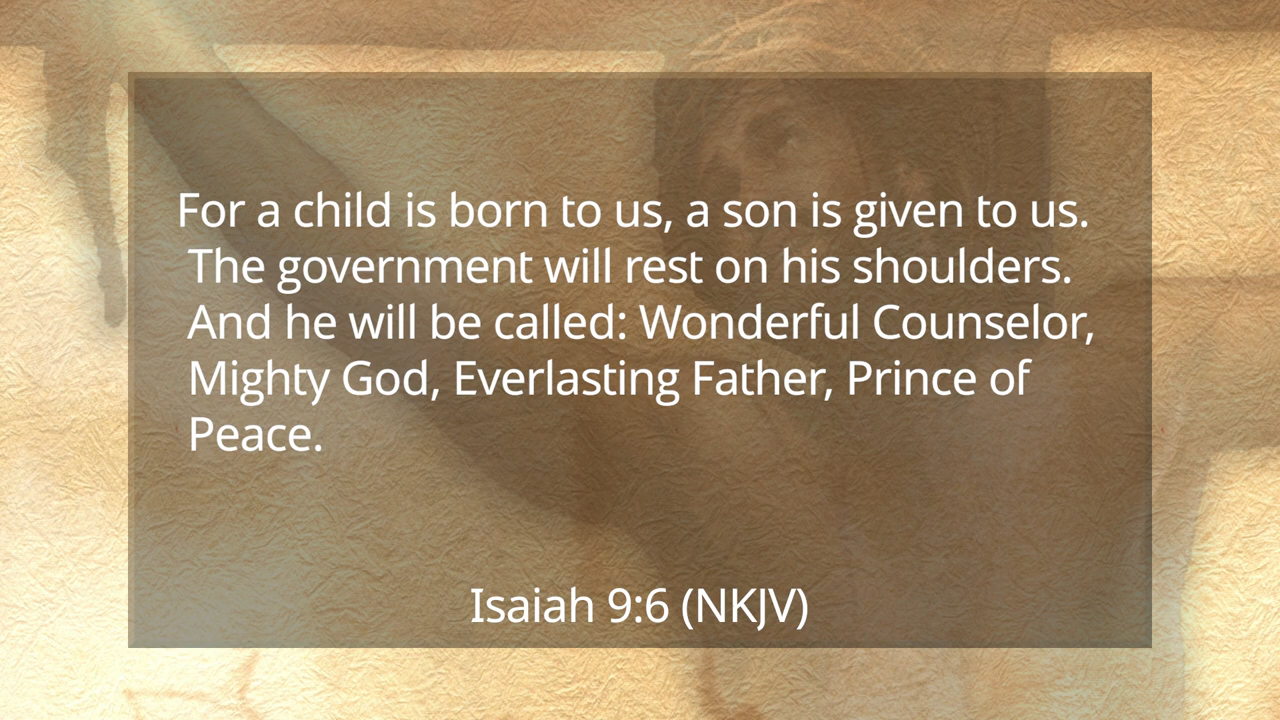 For a child is born to us, a son is given to us.
The government will rest on his shoulders.
And he will be called: Wonderful Counselor,
Mighty God, Everlasting Father, Prince of
Peace.
Isaiah 9:6 (NKJV)